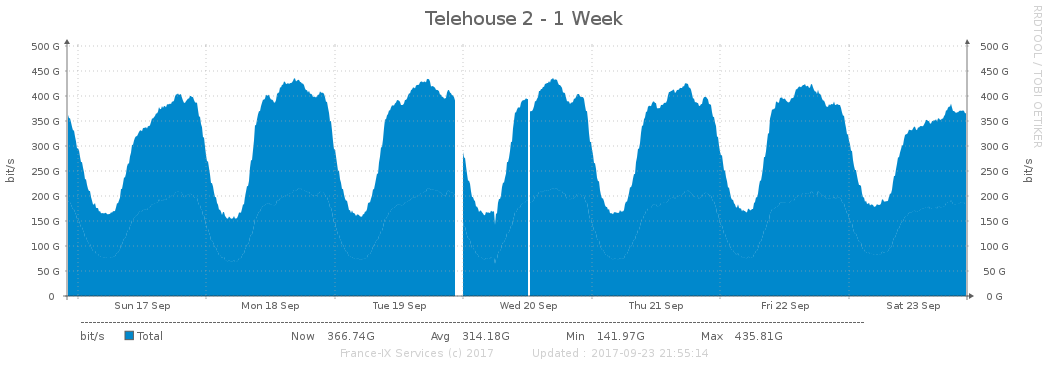 Telehouse 2 - 1 Week
RRDTOOL / TOBI OETIKER
500 G 500 G
450 G 450 G
400 G 400 G
350 G 350 G
300 G 300 G
bit/s bit/s
250 G 250 G
200 G 200 G
150 G 150 G
100 G 100 G
50 G 50 G
0 0 G
Sun 17 Sep Mon 18 Sep Tue 19 Sep Wed 20 Sep Thu 21 Sep Fri 22 Sep Sat 23 Sep
bit/s Total Now 366.74G Avg 314.18G Min 141.97G Max 435.81G
France-IX Services (c) 2017 Updated : 2017-09-23 21:55:14